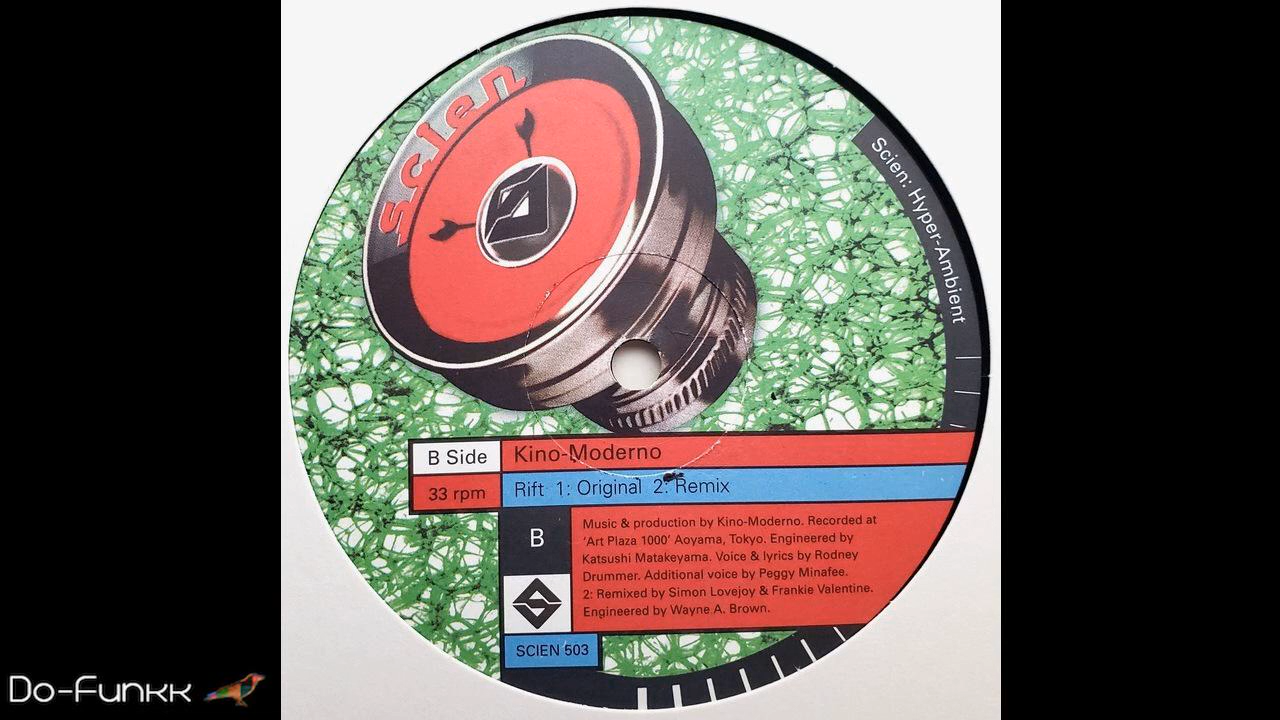 Scien
Scien: Hyper-Ambient
B Side
Kino-Moderno
33 rpm
Rift 1: Original 2: Remix
B
Music & production by Kino-Moderno. Recorded at
‘Art Plaza 1000’ Aoyama, Tokyo. Engineered by
Katsushi Matakeyama. Voice & lyrics by Rodney
Drummer. Additional voice by Peggy Minafee.
2: Remixed by Simon Lovejoy & Frankie Valentine.
Engineered by Wayne A. Brown.
SCIEN 503
Do-Funkk